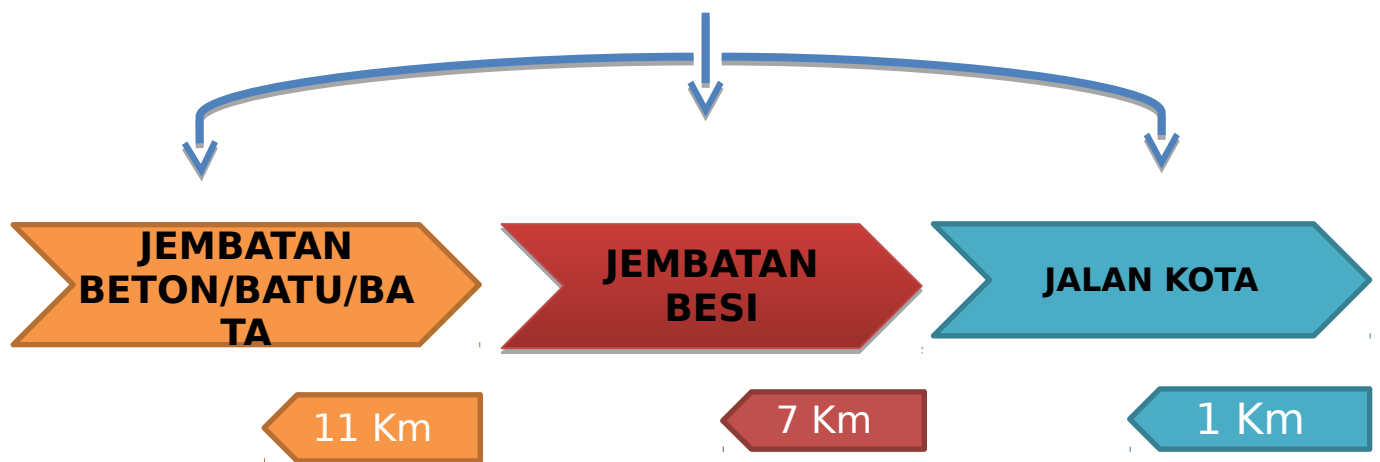 JEMBATAN
BETON/BATU/BA
TA
JEMBATAN
BESI
JALAN KOTA
11 Km
7 Km
1 Km